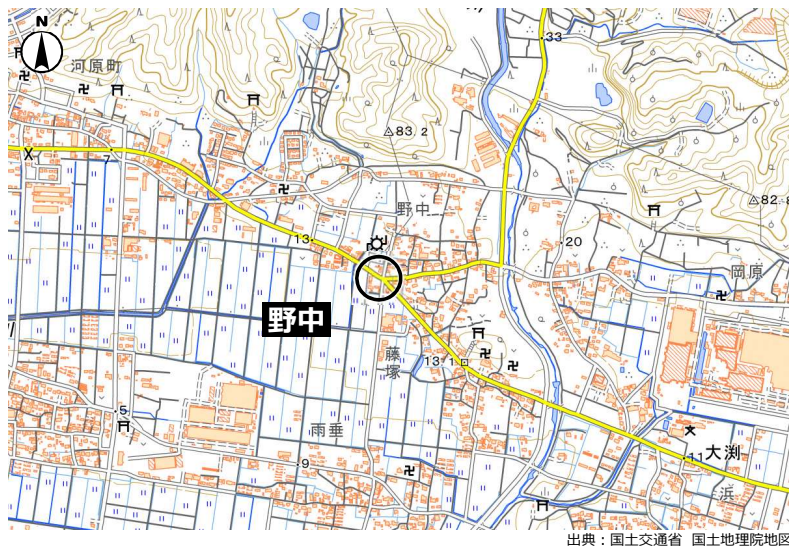 N
河原町
33
83.2
7
野中
82.8
13
20
岡原
野中
藤塚
13.1
5
雨垂
9
大渕
11
浜
出典：国土交通省 国土地理院地図